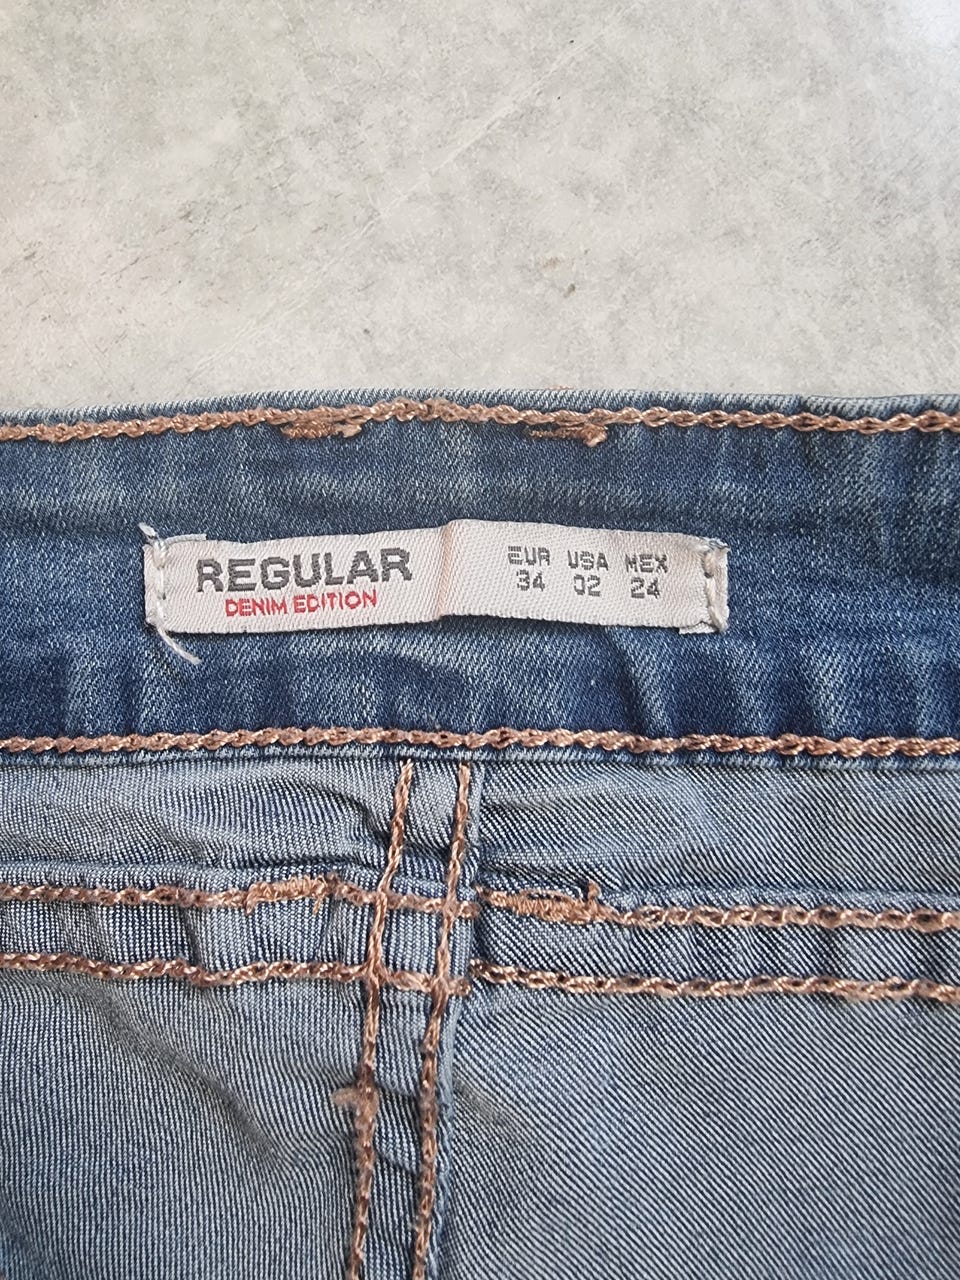 REGULAR
DENIM EDITION
EUR USA MEX
34 02 24